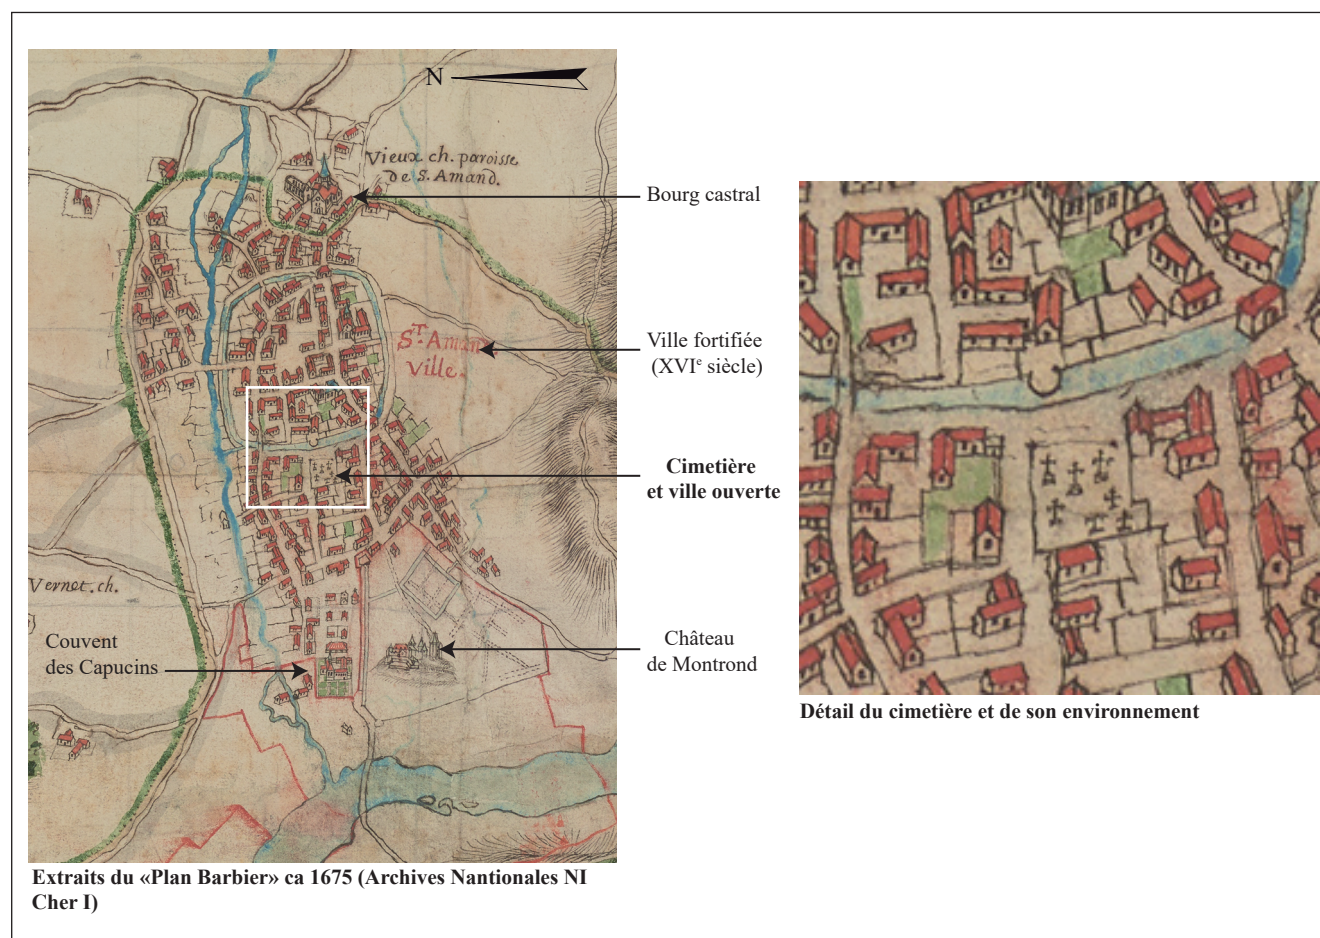 N
Vieux ch. paroisse
de S. Amand.
Bourg castral
S.T Amand
ville.
Ville fortifiée
(XVIe siècle)
Cimetière
et ville ouverte
Vernet. ch.
Couvent
des Capucins
Château
de Montrond
Détail du cimetière et de son environnement
Extraits du «Plan Barbier» ca 1675 (Archives Nantionales NI
Cher I)